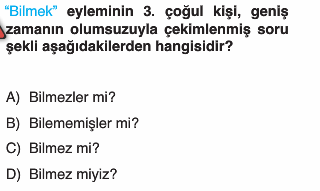 “Bilmek” eyleminin 3. çoğul kişi, geniş
zamanın olumsuzuyla çekimlenmiş soru
şekli aşağıdakilerden hangisidir?
A) Bilmezler mi?
B) Bilememişler mi?
C) Bilmez mi?
D) Bilmez miyiz?